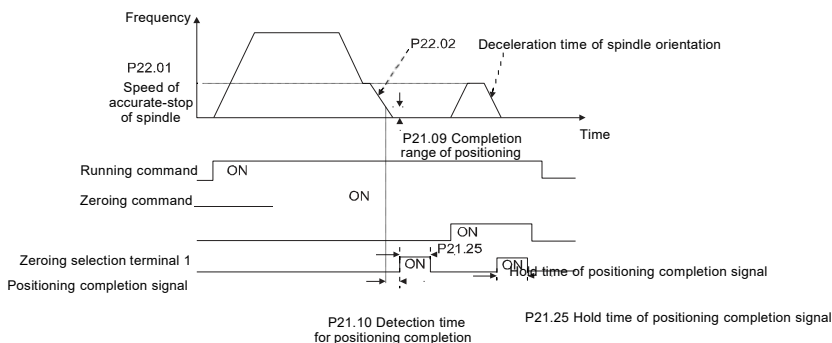 Frequency
P22.02
Deceleration time of spindle orientation
P22.01
Speed of
accurate-stop
of spindle
Time
P21.09 Completion
range of positioning
Running command
ON
Zeroing command
ON
ON
P21.25
Zeroing selection terminal 1
ON
ON
Hold time of positioning completion signal
Positioning completion signal
P21.10 Detection time
for positioning completion
P21.25 Hold time of positioning completion signal